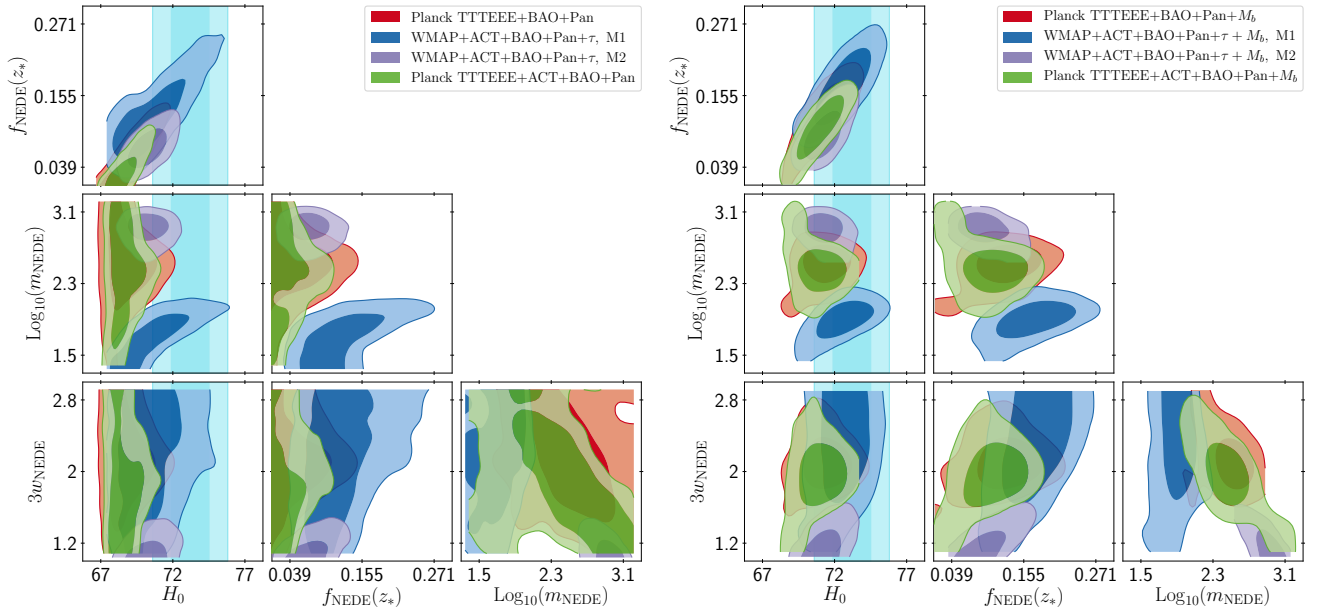 Planck TTTEEE+BAO+Pan
WMAP+ACT+BAO+Pan+τ, M1
WMAP+ACT+BAO+Pan+τ, M2
Planck TTTEEE+ACT+BAO+Pan
0.271
0.155
0.039
f_NEDE(z_*)
3.1
2.3
1.5
Log₁₀(m_NEDE)
2.8
2
1.2
3w_NEDE
67 72 77
H₀
0.039 0.155 0.271
f_NEDE(z_*)
1.5 2.3 3.1
Log₁₀(m_NEDE)
Planck TTTEEE+BAO+Pan+M_b
WMAP+ACT+BAO+Pan+τ + M_b, M1
WMAP+ACT+BAO+Pan+τ + M_b, M2
Planck TTTEEE+ACT+BAO+Pan+M_b
0.271
0.155
0.039
f_NEDE(z_*)
3.1
2.3
1.5
Log₁₀(m_NEDE)
2.8
2
1.2
3w_NEDE
67 72 77
H₀
0.039 0.155 0.271
f_NEDE(z_*)
1.5 2.3 3.1
Log₁₀(m_NEDE)